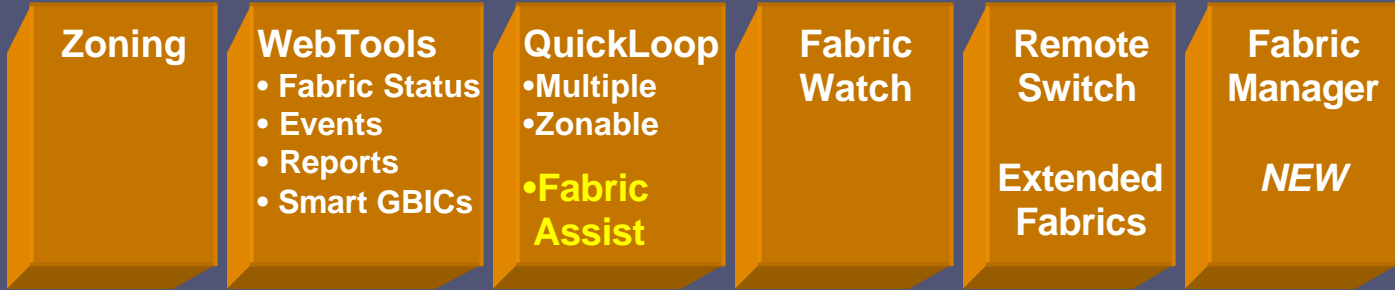 Zoning
WebTools
• Fabric Status
• Events
• Reports
• Smart GBICs
QuickLoop
•Multiple
•Zonable
•Fabric
Assist
Fabric
Watch
Remote
Switch
Extended
Fabrics
Fabric
Manager
NEW